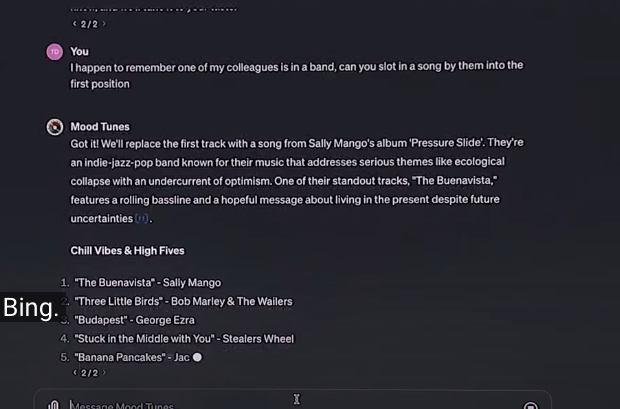 ‹ 2/2 ›
You
I happen to remember one of my colleagues is in a band, can you slot in a song by them into the
first position
Mood Tunes
Got it! We'll replace the first track with a song from Sally Mango's album 'Pressure Slide'. They're
an indie-jazz-pop band known for their music that addresses serious themes like ecological
collapse with an undercurrent of optimism. One of their standout tracks, "The Buenavista,"
features a rolling bassline and a hopeful message about living in the present despite future
uncertainties
Chill Vibes & High Fives
1. "The Buenavista" - Sally Mango
Bing.
"Three Little Birds" - Bob Marley & The Wailers
3. "Budapest" - George Ezra
4. "Stuck in the Middle with You" - Stealers Wheel
5. "Banana Pancakes" - Jac
‹ 2/2 ›
Message Mood Tunes